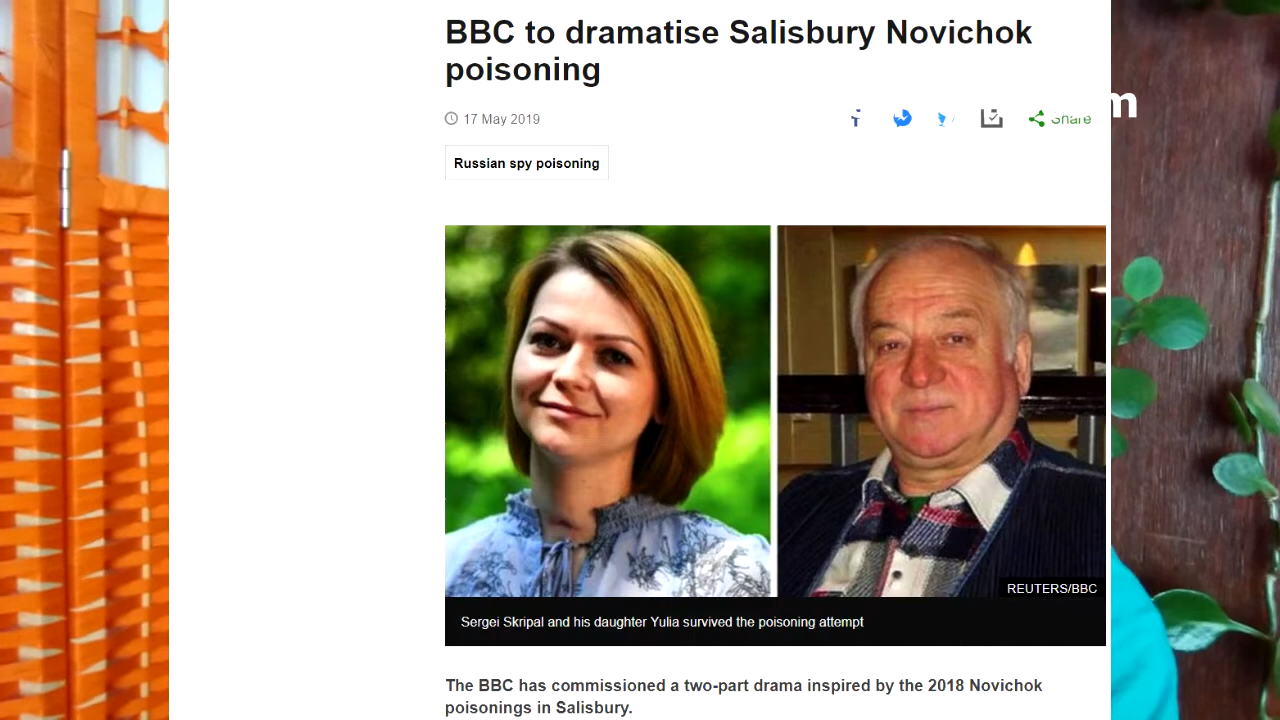 BBC to dramatise Salisbury Novichok
poisoning
m
17 May 2019
Share
Russian spy poisoning
REUTERS/BBC
Sergei Skripal and his daughter Yulia survived the poisoning attempt
The BBC has commissioned a two-part drama inspired by the 2018 Novichok
poisonings in Salisbury.